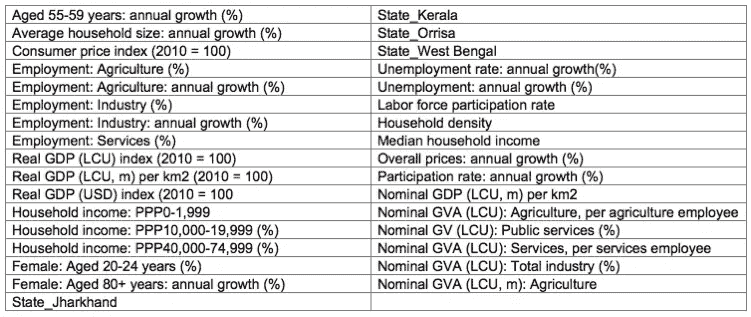 Aged 55-59 years: annual growth (%) State_Kerala
Average household size: annual growth (%) State_Orrisa
Consumer price index (2010 = 100) State_West Bengal
Employment: Agriculture (%) Unemployment rate: annual growth(%)
Employment: Agriculture: annual growth (%) Unemployment: annual growth (%)
Employment: Industry (%) Labor force participation rate
Employment: Industry: annual growth (%) Household density
Employment: Services (%) Median household income
Real GDP (LCU) index (2010 = 100) Overall prices: annual growth (%)
Real GDP (LCU, m) per km2 (2010 = 100) Participation rate: annual growth (%)
Real GDP (USD) index (2010 = 100 Nominal GDP (LCU, m) per km2
Household income: PPP0-1,999 Nominal GVA (LCU): Agriculture, per agriculture employee
Household income: PPP10,000-19,999 (%) Nominal GV (LCU): Public services (%)
Household income: PPP40,000-74,999 (%) Nominal GVA (LCU): Services, per services employee
Female: Aged 20-24 years (%) Nominal GVA (LCU): Total industry (%)
Female: Aged 80+ years: annual growth (%) Nominal GVA (LCU, m): Agriculture
State_Jharkhand